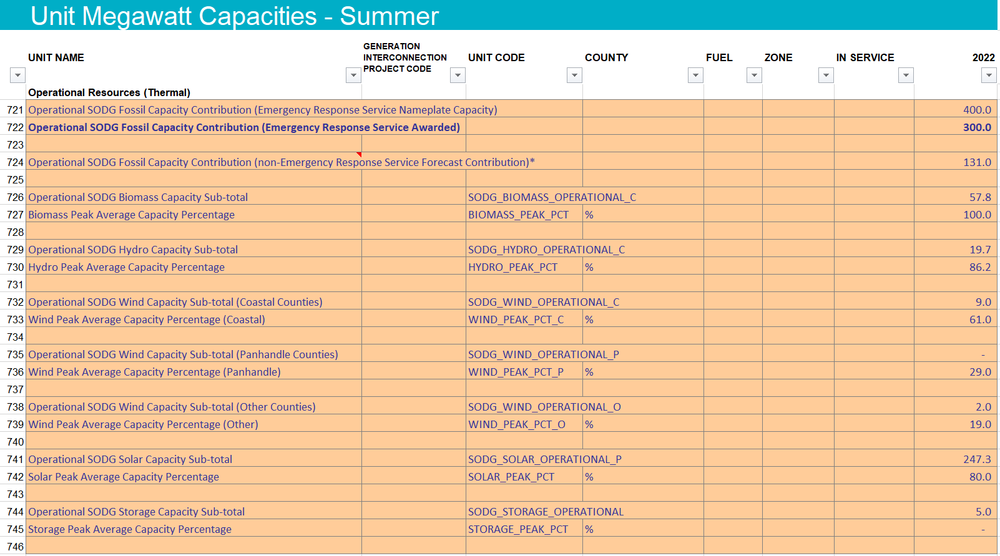 Unit Megawatt Capacities - Summer
UNIT NAME GENERATION INTERCONNECTION PROJECT CODE UNIT CODE COUNTY FUEL ZONE IN SERVICE 2022
Operational Resources (Thermal)
721 Operational SODG Fossil Capacity Contribution (Emergency Response Service Nameplate Capacity) 400.0
722 Operational SODG Fossil Capacity Contribution (Emergency Response Service Awarded) 300.0
723
724 Operational SODG Fossil Capacity Contribution (non-Emergency Response Service Forecast Contribution)* 131.0
725
726 Operational SODG Biomass Capacity Sub-total SODG_BIOMASS_OPERATIONAL_C 57.8
727 Biomass Peak Average Capacity Percentage BIOMASS_PEAK_PCT % 100.0
728
729 Operational SODG Hydro Capacity Sub-total SODG_HYDRO_OPERATIONAL_C 19.7
730 Hydro Peak Average Capacity Percentage HYDRO_PEAK_PCT % 86.2
731
732 Operational SODG Wind Capacity Sub-total (Coastal Counties) SODG_WIND_OPERATIONAL_C 9.0
733 Wind Peak Average Capacity Percentage (Coastal) WIND_PEAK_PCT_C % 61.0
734
735 Operational SODG Wind Capacity Sub-total (Panhandle Counties) SODG_WIND_OPERATIONAL_P -
736 Wind Peak Average Capacity Percentage (Panhandle) WIND_PEAK_PCT_P % 29.0
737
738 Operational SODG Wind Capacity Sub-total (Other Counties) SODG_WIND_OPERATIONAL_O 2.0
739 Wind Peak Average Capacity Percentage (Other) WIND_PEAK_PCT_O % 19.0
740
741 Operational SODG Solar Capacity Sub-total SODG_SOLAR_OPERATIONAL_P 247.3
742 Solar Peak Average Capacity Percentage SOLAR_PEAK_PCT % 80.0
743
744 Operational SODG Storage Capacity Sub-total SODG_STORAGE_OPERATIONAL 5.0
745 Storage Peak Average Capacity Percentage STORAGE_PEAK_PCT % -
746